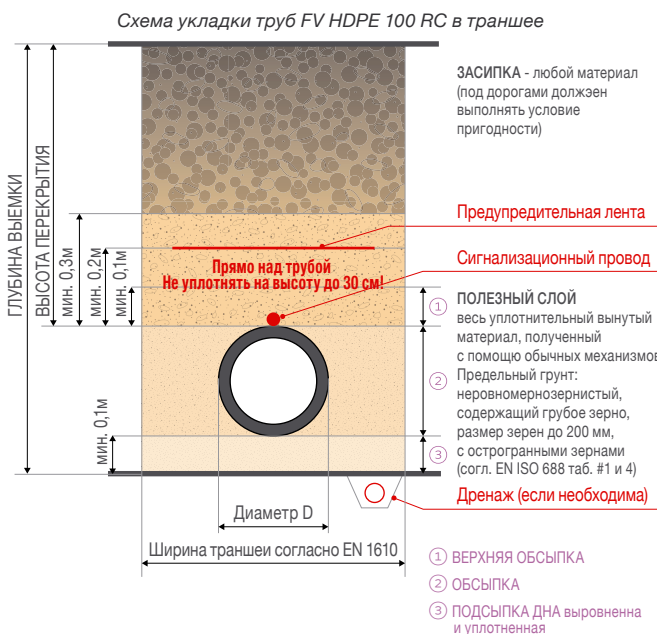 Схема укладки труб FV HDPE 100 RC в траншее
ЗАСИПКА - любой материал
(под дорогами должэен
выполнять условие
пригодности)
ГЛУБИНА ВЫЕМКИ
ВЫСОТА ПЕРЕКРЫТИЯ
мин. 0,3м
мин. 0,2м
мин. 0,1м
Предупредительная лента
Прямо над трубой
Не уплотнять на высоту до 30 см!
Сигнализационный провод
1 ПОЛЕЗНЫЙ СЛОЙ
весь уплотнительный вынутый
материал, полученный
с помощю обычных механизмов
2 Предельный грунт:
неровномернозернистый,
содержащий грубое зерно,
размер зерен до 200 мм,
3 с острогранными зернами
(согл. EN ISO 688 таб. #1 и 4)
мин. 0,1м
Дренаж (если необходима)
Диаметр D
Ширина траншеи согласно EN 1610
1 ВЕРХНЯЯ ОБСЫПКА
2 ОБСЫПКА
3 ПОДСЫПКА ДНА выровненна
и уплотненная